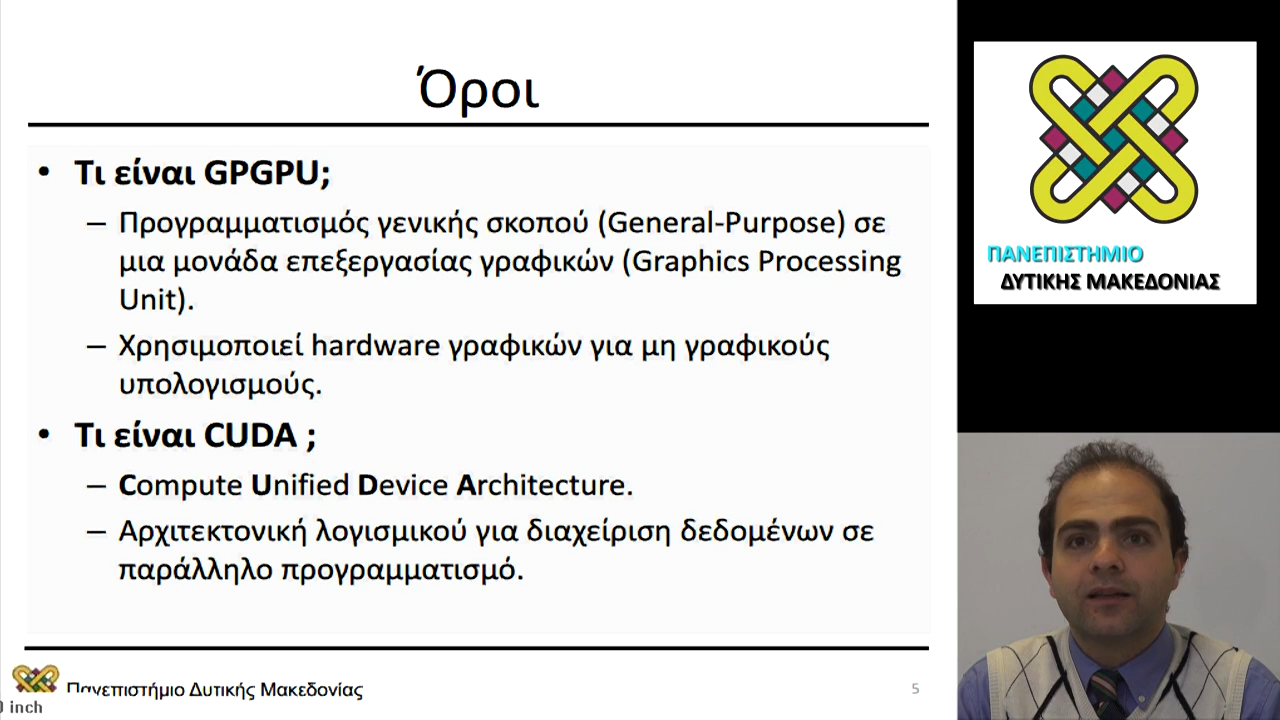 Όροι
• Τι είναι GPGPU;
– Προγραμματισμός γενικής σκοπού (General-Purpose) σε
μια μονάδα επεξεργασίας γραφικών (Graphics Processing
Unit).
– Χρησιμοποιεί hardware γραφικών για μη γραφικούς
υπολογισμούς.
• Τι είναι CUDA ;
– Compute Unified Device Architecture.
– Αρχιτεκτονική λογισμικού για διαχείριση δεδομένων σε
παράλληλο προγραμματισμό.
Πανεπιστήμιο Δυτικής Μακεδονίας
5
inch
ΠΑΝΕΠΙΣΤΗΜΙΟ
ΔΥΤΙΚΗΣ ΜΑΚΕΔΟΝΙΑΣ